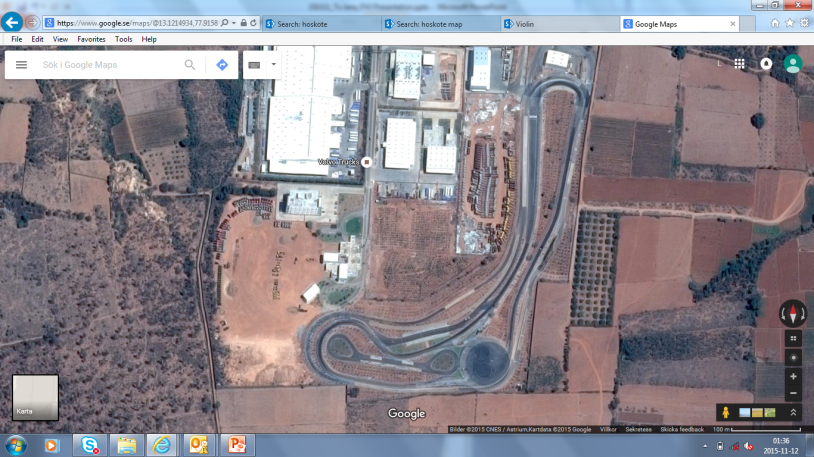 https://www.google.se/maps/@13.1214934,77.9158
Search: hoskote
Search: hoskote map
Violin
Google Maps
File Edit View Favorites Tools Help
Sök i Google Maps
L
Volvo Trucks
Karta
Google
Bilder ©2015 CNES / Astrium,Kartdata ©2015 Google Villkor Sekretess Skicka feedback 100 m
01:36
2015-11-12